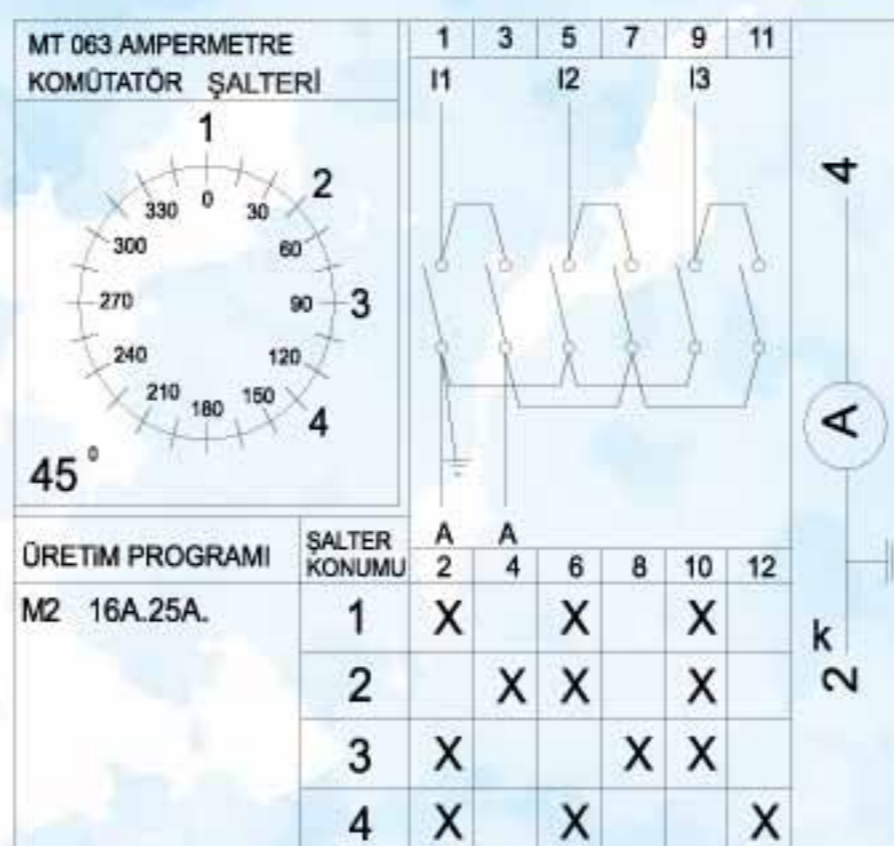 MT 063 AMPERMETRE
KOMÜTATÖR ŞALTERİ
1
2
3
4
0
30
60
90
120
150
180
210
240
270
300
330
45°
1 3 5 7 9 11
I1 I2 I3
A A
4
A
k
2
ÜRETİM PROGRAMI
M2 16A.25A.
ŞALTER
KONUMU 2 4 6 8 10 12
1 X X X
2 X X X
3 X X X
4 X X X